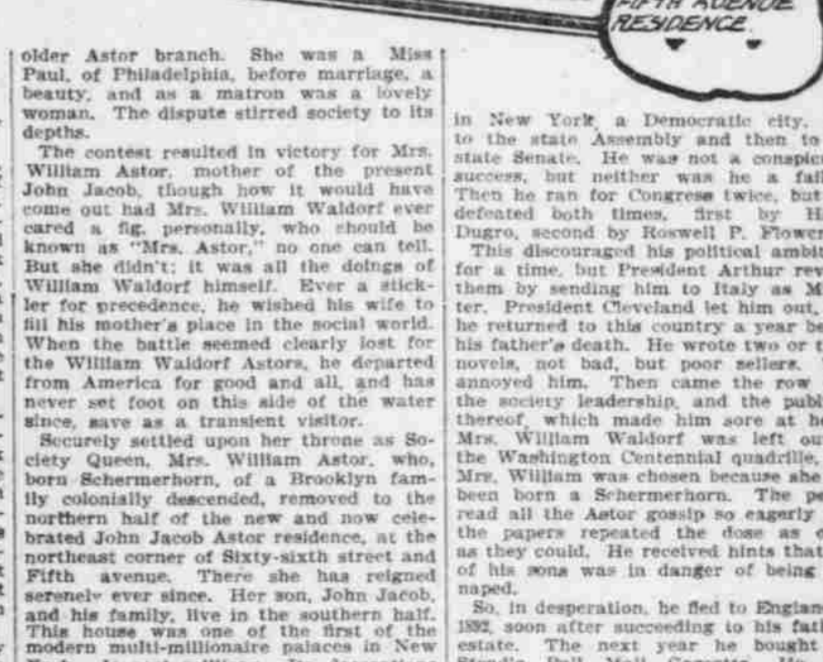 FIFTH AVENUE
RESIDENCE
older Astor branch. She was a Miss
Paul, of Philadelphia, before marriage, a
beauty, and as a matron was a lovely
woman. The dispute stirred society to its
depths.
The contest resulted in victory for Mrs.
William Astor, mother of the present
John Jacob, though how it would have
come out had Mrs. William Waldorf ever
cared a fig, personally, who should be
known as "Mrs. Astor," no one can tell.
But she didn't; it was all the doings of
William Waldorf himself. Ever a stick-
ler for precedence, he wished his wife to
fill his mother's place in the social world.
When the battle seemed clearly lost for
the William Waldorf Astors, he departed
from America for good and all, and has
never set foot on this side of the water
since, save as a transient visitor.
Securely settled upon her throne as So-
ciety Queen, Mrs. William Astor, who,
born Schermerhorn, of a Brooklyn fam-
ily colonially descended, removed to the
northern half of the new and now cele-
brated John Jacob Astor residence, at the
northeast corner of Sixty-sixth street and
Fifth avenue. There she has reigned
serenely ever since. Her son, John Jacob,
and his family, live in the southern half.
This house was one of the first of the
modern multi-millionaire palaces in New
in New York, a Democratic city,
to the state Assembly and then to
state Senate. He was not a conspic
success, but neither was he a fai
Then he ran for Congress twice, but
defeated both times, first by H
Dugro, second by Roswell P. Flower
This discouraged his political ambit
for a time, but President Arthur rev
them by sending him to Italy as M
ter. President Cleveland let him out,
he returned to this country a year be
his father's death. He wrote two or t
novels, not bad, but poor sellers.
annoyed him. Then came the row
the society leadership, and the publ
thereof, which made him sore at h
Mrs. William Waldorf was left ou
the Washington Centennial quadrille,
Mrs. William was chosen because she
been born a Schermerhorn. The pe
read all the Astor gossip so eagerly
the papers repeated the dose as o
as they could. He received hints that
of his sons was in danger of being
naped.
So, in desperation, he fled to Englan
1892, soon after succeeding to his fat
estate. The next year he bought